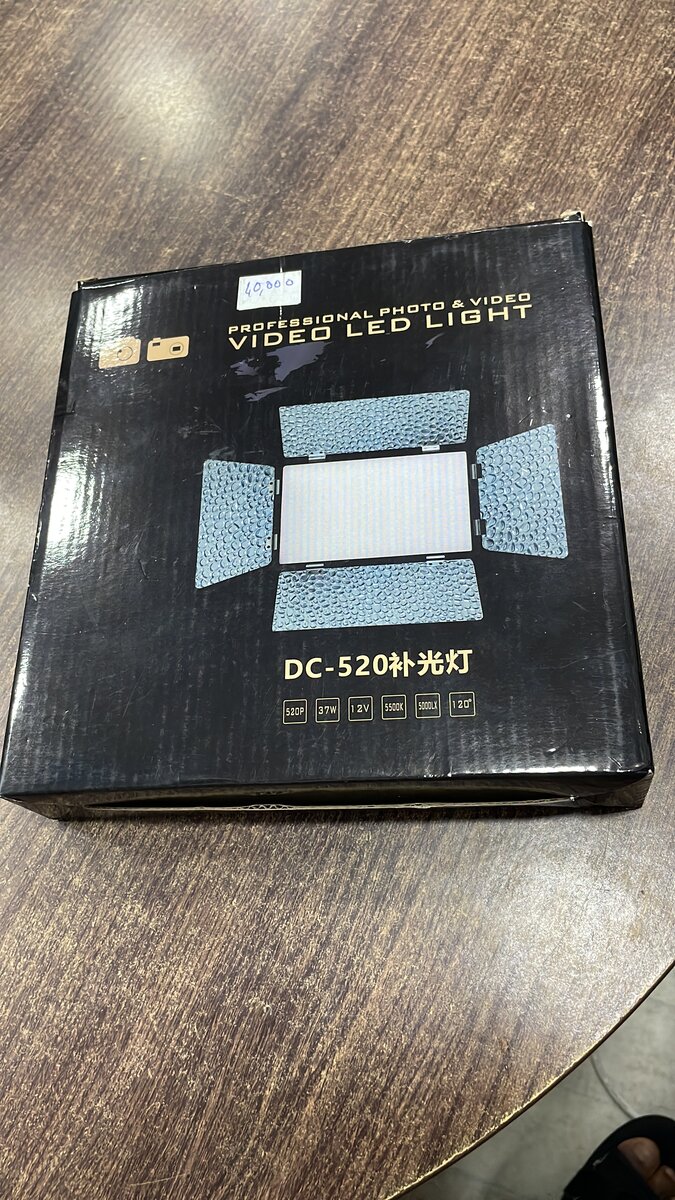 40,000
PROFESSIONAL PHOTO & VIDEO
VIDEO LED LIGHT
DC-520补光灯
520P 37W 12V 5500K 5000LX 120°